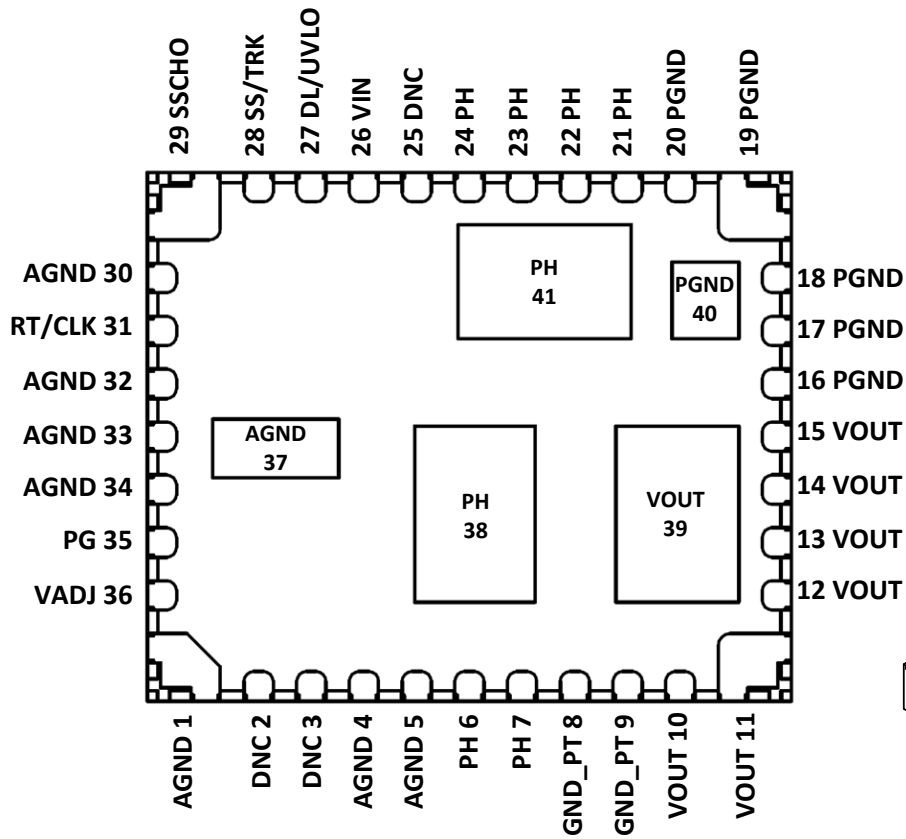 29 SSCHO
28 SS/TRK
27 DL/UVLO
26 VIN
25 DNC
24 PH
23 PH
22 PH
21 PH
20 PGND
19 PGND
AGND 30
RT/CLK 31
AGND 32
AGND 33
AGND 34
PG 35
VADJ 36
PH
41
PGND
40
AGND
37
PH
38
VOUT
39
18 PGND
17 PGND
16 PGND
15 VOUT
14 VOUT
13 VOUT
12 VOUT
AGND 1
DNC 2
DNC 3
AGND 4
AGND 5
PH 6
PH 7
GND_PT 8
GND_PT 9
VOUT 10
VOUT 11